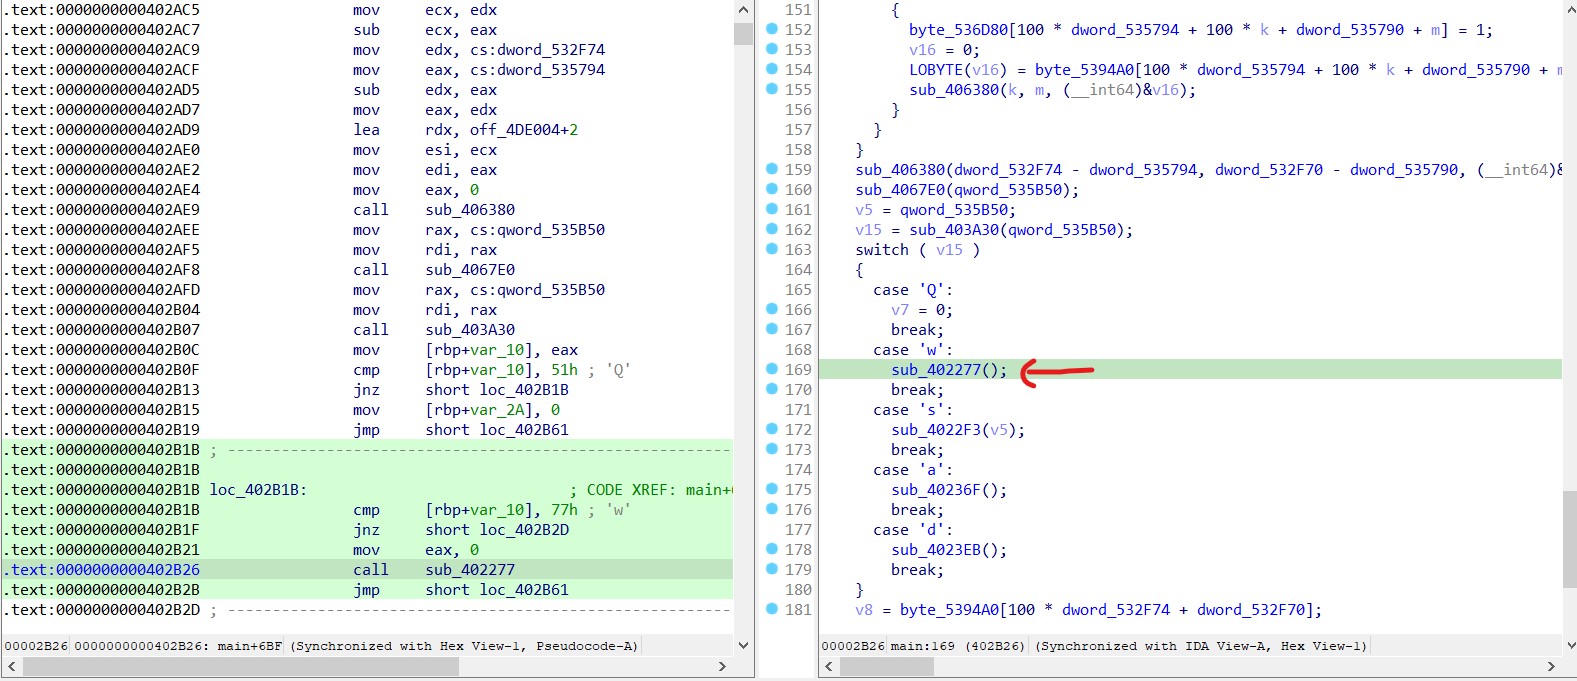 .text:0000000000402AC5 mov ecx, edx
.text:0000000000402AC7 sub ecx, eax
.text:0000000000402AC9 mov edx, cs:dword_532F74
.text:0000000000402ACF mov eax, cs:dword_535794
.text:0000000000402AD5 sub edx, eax
.text:0000000000402AD7 mov eax, edx
.text:0000000000402AD9 lea rdx, off_4DE004+2
.text:0000000000402AE0 mov esi, ecx
.text:0000000000402AE2 mov edi, eax
.text:0000000000402AE4 mov eax, 0
.text:0000000000402AE9 call sub_406380
.text:0000000000402AEE mov rax, cs:qword_535B50
.text:0000000000402AF5 mov rdi, rax
.text:0000000000402AF8 call sub_4067E0
.text:0000000000402AFD mov rax, cs:qword_535B50
.text:0000000000402B04 mov rdi, rax
.text:0000000000402B07 call sub_403A30
.text:0000000000402B0C mov [rbp+var_10], eax
.text:0000000000402B0F cmp [rbp+var_10], 51h ; 'Q'
.text:0000000000402B13 jnz short loc_402B1B
.text:0000000000402B15 mov [rbp+var_2A], 0
.text:0000000000402B19 jmp short loc_402B61
.text:0000000000402B1B ; ---------------------------------------------------------
.text:0000000000402B1B
.text:0000000000402B1B loc_402B1B: ; CODE XREF: main+
.text:0000000000402B1B cmp [rbp+var_10], 77h ; 'w'
.text:0000000000402B1F jnz short loc_402B2D
.text:0000000000402B21 mov eax, 0
.text:0000000000402B26 call sub_402277
.text:0000000000402B2B jmp short loc_402B61
.text:0000000000402B2D ; ---------------------------------------------------------
00002B26 0000000000402B26: main+6BF (Synchronized with Hex View-1, Pseudocode-A)
151 {
152 byte_536D80[100 * dword_535794 + 100 * k + dword_535790 + m] = 1;
153 v16 = 0;
154 LOBYTE(v16) = byte_5394A0[100 * dword_535794 + 100 * k + dword_535790 +
155 sub_406380(k, m, (__int64)&v16);
156 }
157 }
158 }
159 sub_406380(dword_532F74 - dword_535794, dword_532F70 - dword_535790, (__int64)&
160 sub_4067E0(qword_535B50);
161 v5 = qword_535B50;
162 v15 = sub_403A30(qword_535B50);
163 switch ( v15 )
164 {
165 case 'Q':
166 v7 = 0;
167 break;
168 case 'w':
169 sub_402277();
170 break;
171 case 's':
172 sub_4022F3(v5);
173 break;
174 case 'a':
175 sub_40236F();
176 break;
177 case 'd':
178 sub_4023EB();
179 break;
180 }
181 v8 = byte_5394A0[100 * dword_532F74 + dword_532F70];
00002B26 main:169 (402B26) (Synchronized with IDA View-A, Hex View-1)